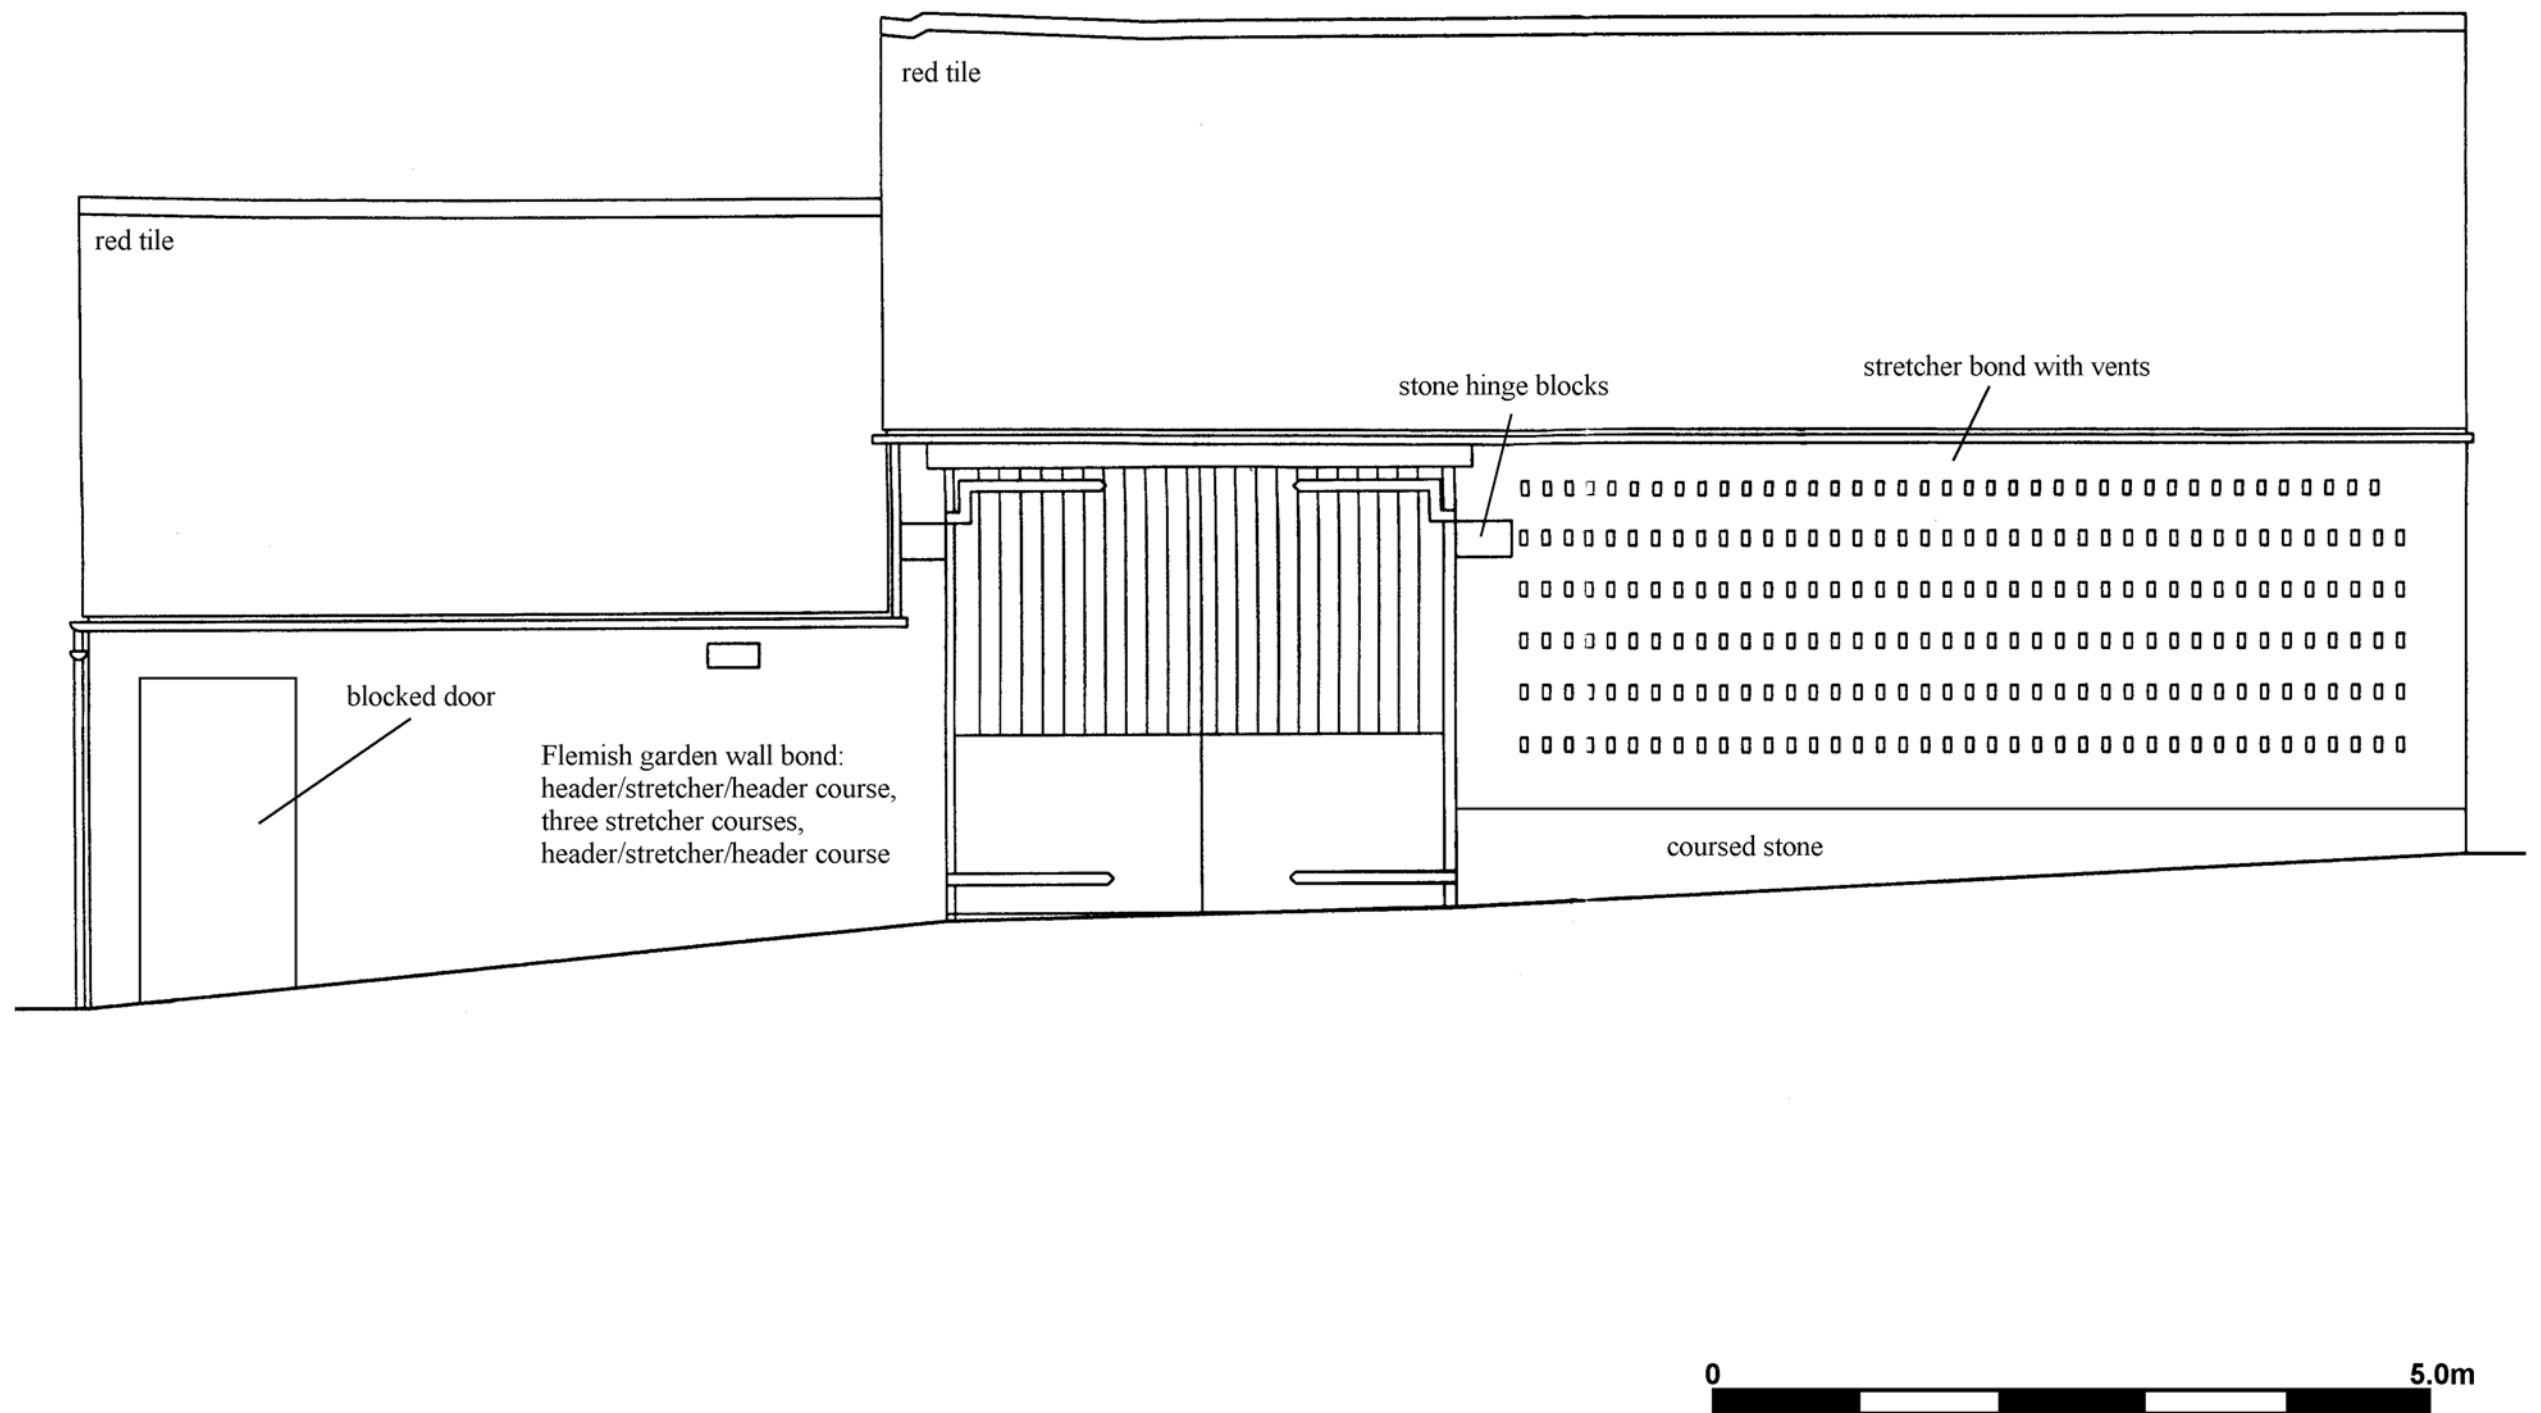 red tile
red tile
stretcher bond with vents
stone hinge blocks
blocked door
Flemish garden wall bond:
header/stretcher/header course,
three stretcher courses,
header/stretcher/header course
coursed stone
0
5.0m